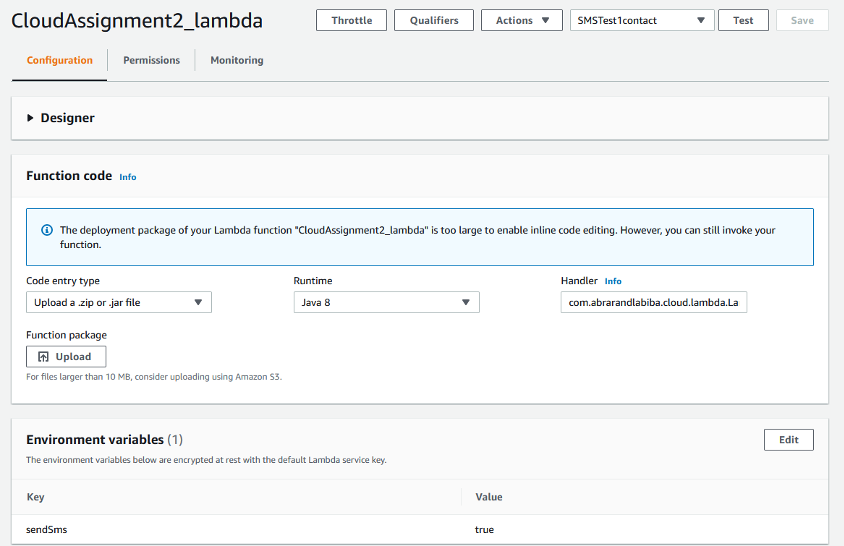 CloudAssignment2_lambda
Throttle Qualifiers Actions SMSTest1contact Test Save
Configuration Permissions Monitoring
Designer
Function code Info
The deployment package of your Lambda function "CloudAssignment2_lambda" is too large to enable inline code editing. However, you can still invoke your
function.
Code entry type Runtime Handler Info
Upload a .zip or .jar file Java 8 com.abrarandlabiba.cloud.lambda.La
Function package
Upload
For files larger than 10 MB, consider uploading using Amazon S3.
Environment variables (1) Edit
The environment variables below are encrypted at rest with the default Lambda service key.
Key Value
sendSms true